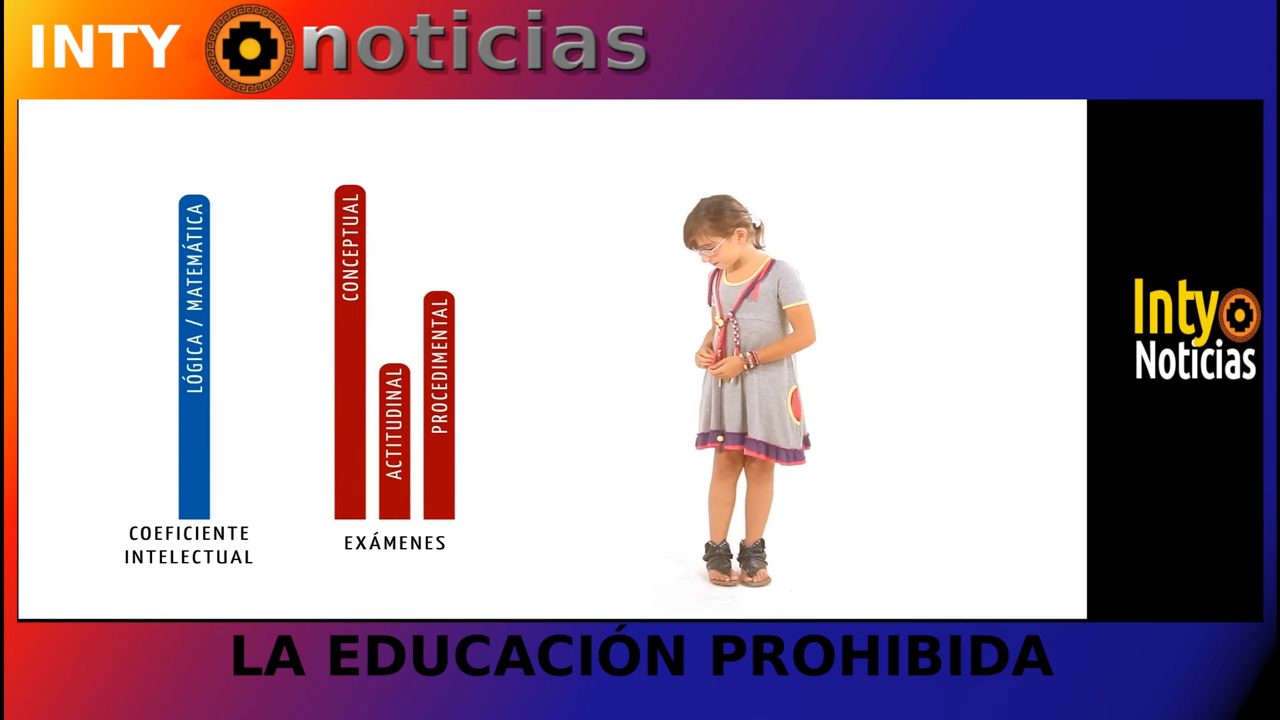 INTY noticias
LÓGICA / MATEMÁTICA
CONCEPTUAL
ACTITUDINAL
PROCEDIMENTAL
COEFICIENTE
INTELECTUAL
EXÁMENES
Inty
Noticias
LA EDUCACIÓN PROHIBIDA